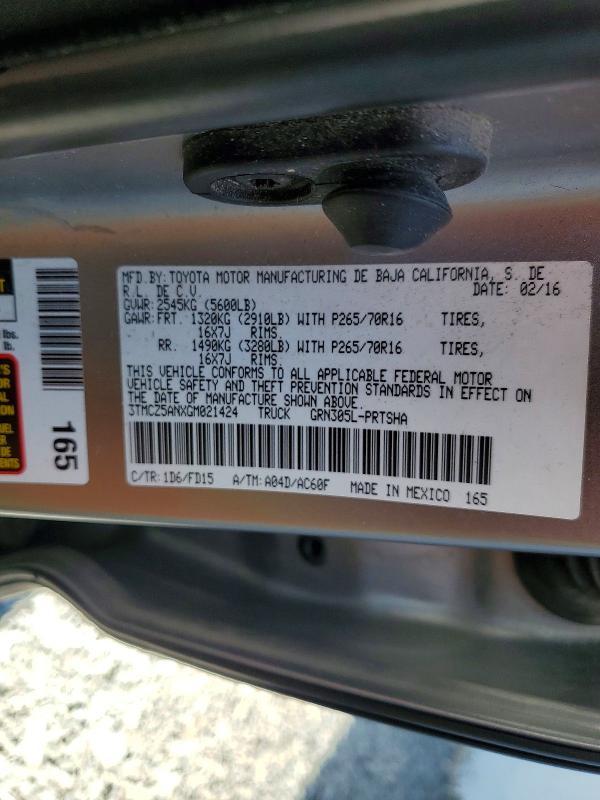 MFD.BY: TOYOTA MOTOR MANUFACTURING DE BAJA CALIFORNIA, S. DE
R.L. DE C.V. DATE: 02/16
GVWR: 2545KG (5600LB)
GAWR: FRT. 1320KG (2910LB) WITH P265/70R16 TIRES,
16X7J RIMS.
RR. 1490KG (3280LB) WITH P265/70R16 TIRES,
16X7J RIMS.
THIS VEHICLE CONFORMS TO ALL APPLICABLE FEDERAL MOTOR
VEHICLE SAFETY AND THEFT PREVENTION STANDARDS IN EFFECT
ON THE DATE OF MANUFACTURE SHOWN ABOVE.
3TMCZ5ANXGM021424 TRUCK GRN305L-PRTSHA
C/TR: 1D6/FD15 A/TM: A04D/AC60F MADE IN MEXICO 165
165
lbs.
lb.